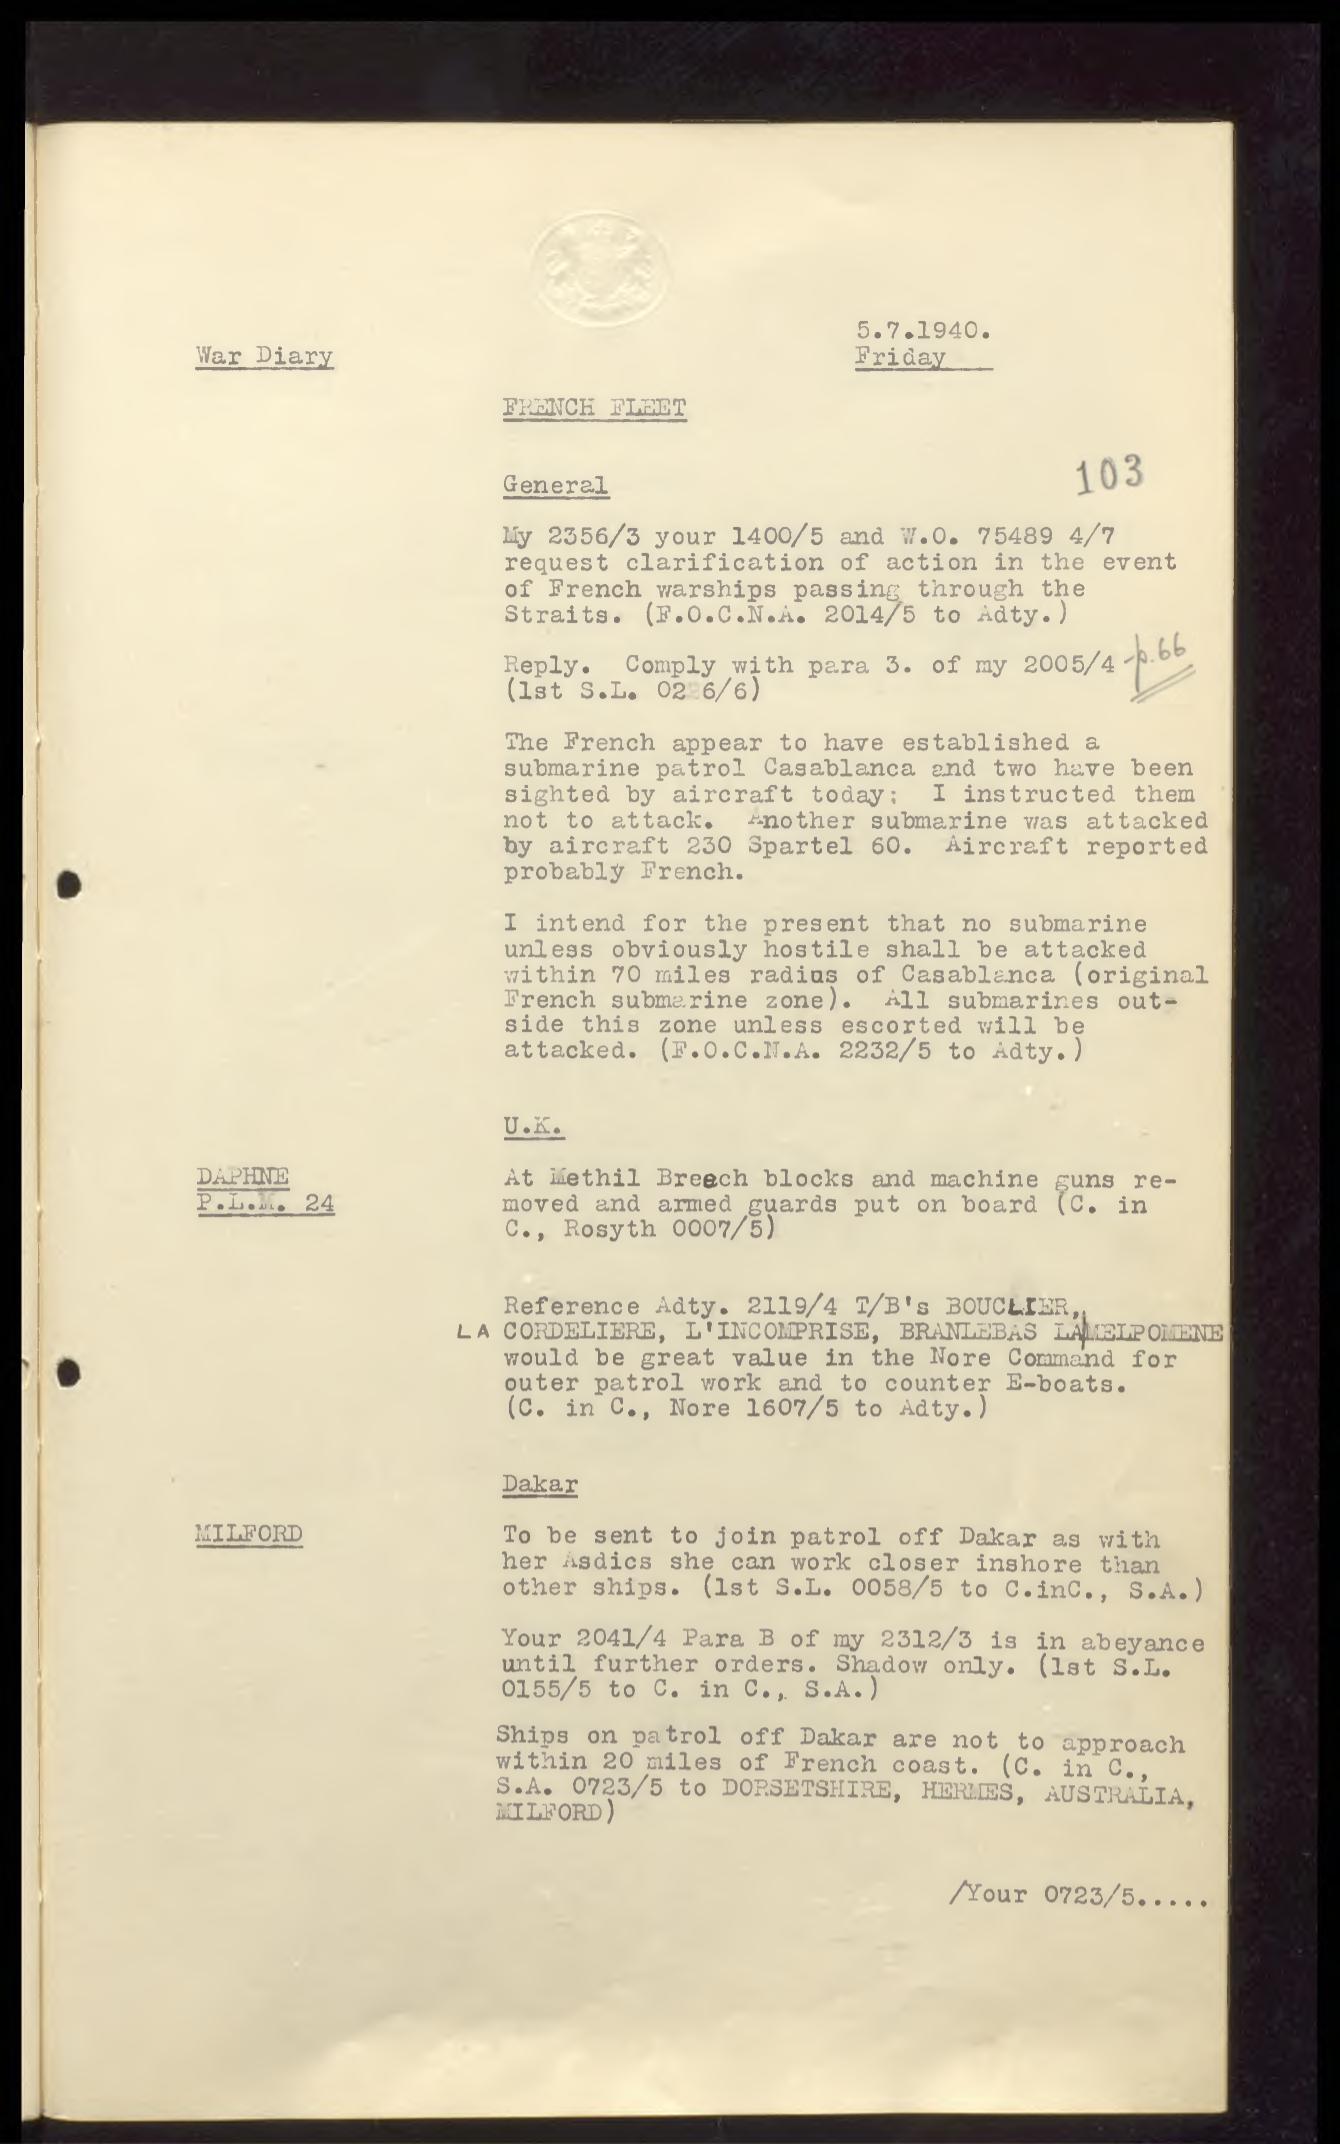 5.7.1940.
War Diary
Friday
FRENCH FLEET
103
General
My 2356/3 your 1400/5 and W.O. 75489 4/7
request clarification of action in the event
of French warships passing through the
Straits. (F.O.C.N.A. 2014/5 to Adty.)
Reply. Comply with para 3. of my 2005/4 -p.66
(1st S.L. 02 6/6)
The French appear to have established a
submarine patrol Casablanca and two have been
sighted by aircraft today: I instructed them
not to attack. Another submarine was attacked
by aircraft 230 Spartel 60. Aircraft reported
probably French.
I intend for the present that no submarine
unless obviously hostile shall be attacked
within 70 miles radius of Casablanca (original
French submarine zone). All submarines out-
side this zone unless escorted will be
attacked. (F.O.C.N.A. 2232/5 to Adty.)
U.K.
DAPHNE
P.L.M. 24
At Methil Breech blocks and machine guns re-
moved and armed guards put on board (C. in
C., Rosyth 0007/5)
Reference Adty. 2119/4 T/B's BOUCLIER,
LA CORDELIERE, L'INCOMPRISE, BRANLEBAS LA MELPOMENE
would be great value in the Nore Command for
outer patrol work and to counter E-boats.
(C. in C., Nore 1607/5 to Adty.)
Dakar
MILFORD
To be sent to join patrol off Dakar as with
her Asdics she can work closer inshore than
other ships. (1st S.L. 0058/5 to C.inC., S.A.)
Your 2041/4 Para B of my 2312/3 is in abeyance
until further orders. Shadow only. (1st S.L.
0155/5 to C. in C., S.A.)
Ships on patrol off Dakar are not to approach
within 20 miles of French coast. (C. in C.,
S.A. 0723/5 to DORSETSHIRE, HERMES, AUSTRALIA,
MILFORD)
/Your 0723/5.....